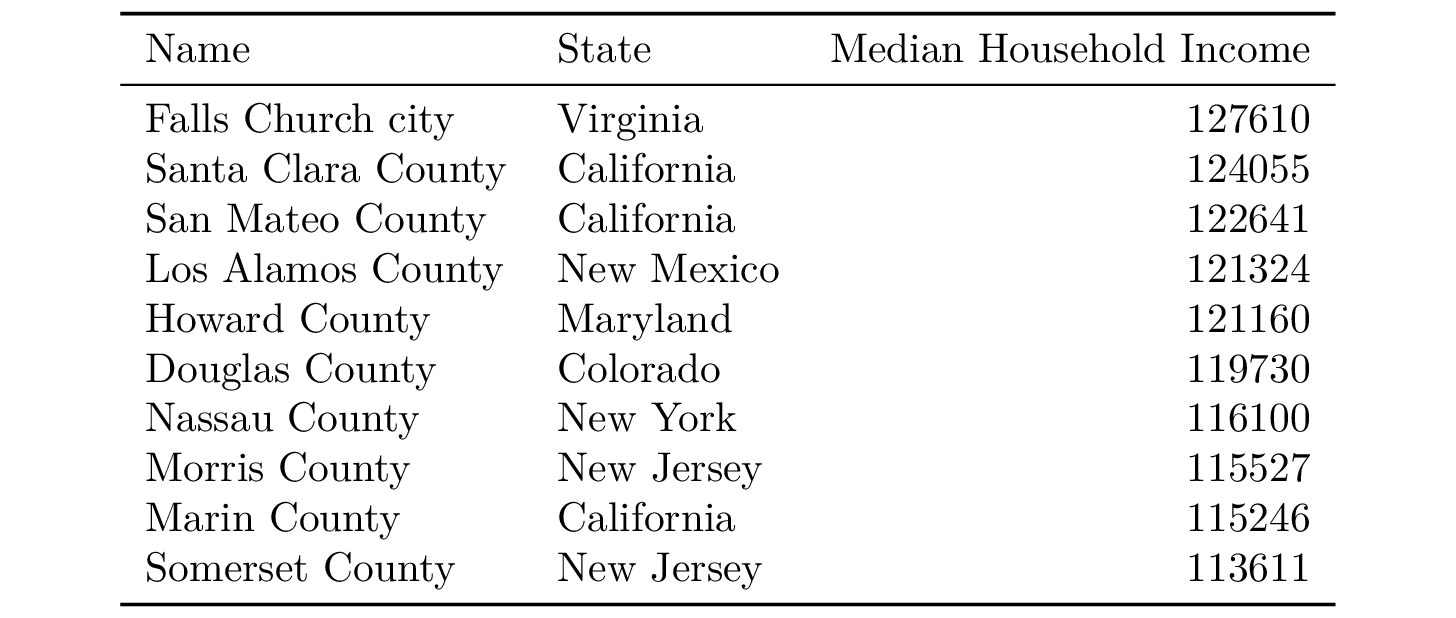 Name State Median Household Income
Falls Church city Virginia 127610
Santa Clara County California 124055
San Mateo County California 122641
Los Alamos County New Mexico 121324
Howard County Maryland 121160
Douglas County Colorado 119730
Nassau County New York 116100
Morris County New Jersey 115527
Marin County California 115246
Somerset County New Jersey 113611